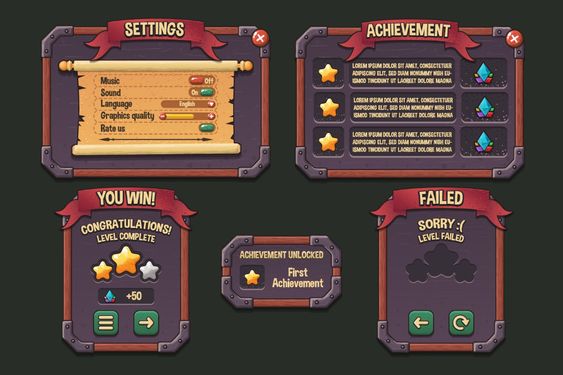 SETTINGS
Music
Off
Sound
On
Language
English
Graphics quality
Rate us
ACHIEVEMENT
LOREM IPSUM DOLOR SIT AMET, CONSECTETUER
ADIPISCING ELIT, SED DIAM NONUMMY NIBH EU-
ISMOD TINCIDUNT UT LAOREET DOLORE MAGNA
LOREM IPSUM DOLOR SIT AMET, CONSECTETUER
ADIPISCING ELIT, SED DIAM NONUMMY NIBH EU-
ISMOD TINCIDUNT UT LAOREET DOLORE MAGNA
LOREM IPSUM DOLOR SIT AMET, CONSECTETUER
ADIPISCING ELIT, SED DIAM NONUMMY NIBH EU-
ISMOD TINCIDUNT UT LAOREET DOLORE MAGNA
YOU WIN!
CONGRATULATIONS!
LEVEL COMPLETE
+50
ACHIEVEMENT UNLOCKED
First
Achievement
FAILED
SORRY :(
LEVEL FAILED